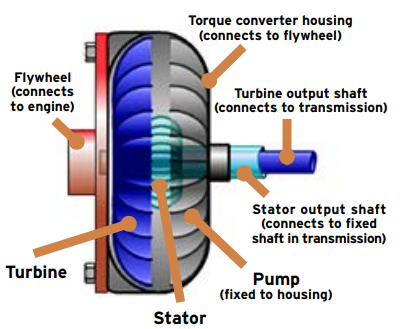 Torque converter housing
(connects to flywheel)
Flywheel
(connects
to engine)
Turbine output shaft
(connects to transmission)
Stator output shaft
(connects to fixed
shaft in transmission)
Turbine
Pump
(fixed to housing)
Stator